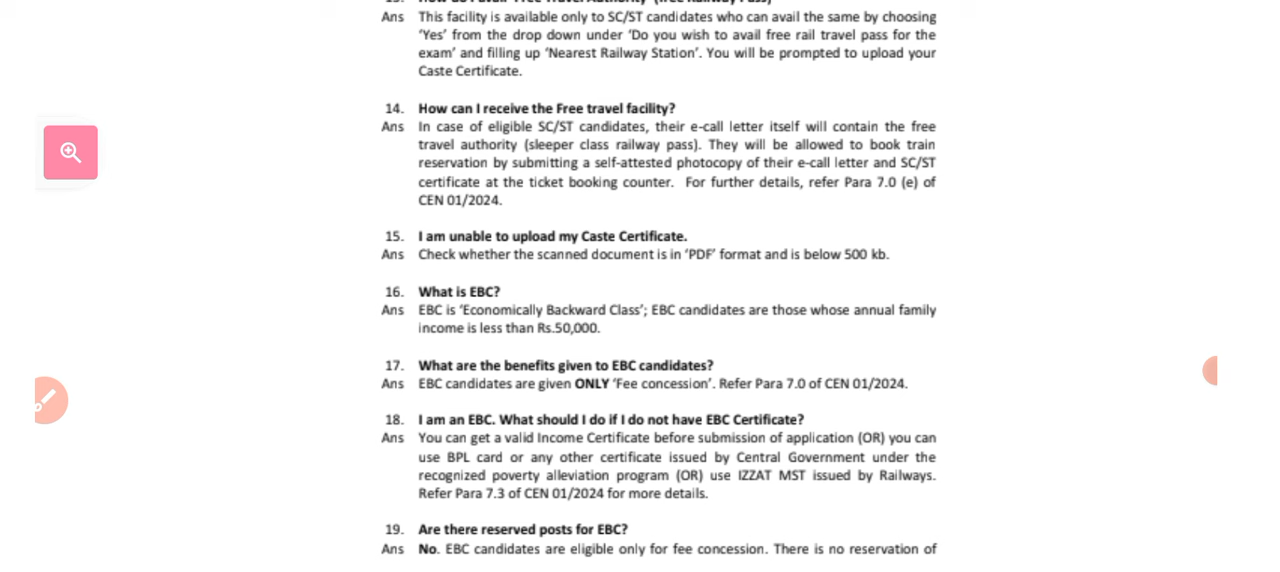 Ans This facility is available only to SC/ST candidates who can avail the same by choosing
‘Yes’ from the drop down under ‘Do you wish to avail free rail travel pass for the
exam’ and filling up ‘Nearest Railway Station’. You will be prompted to upload your
Caste Certificate.
14. How can I receive the Free travel facility?
Ans In case of eligible SC/ST candidates, their e-call letter itself will contain the free
travel authority (sleeper class railway pass). They will be allowed to book train
reservation by submitting a self-attested photocopy of their e-call letter and SC/ST
certificate at the ticket booking counter. For further details, refer Para 7.0 (e) of
CEN 01/2024.
15. I am unable to upload my Caste Certificate.
Ans Check whether the scanned document is in ‘PDF’ format and is below 500 kb.
16. What is EBC?
Ans EBC is ‘Economically Backward Class’; EBC candidates are those whose annual family
income is less than Rs.50,000.
17. What are the benefits given to EBC candidates?
Ans EBC candidates are given ONLY ‘Fee concession’. Refer Para 7.0 of CEN 01/2024.
18. I am an EBC. What should I do if I do not have EBC Certificate?
Ans You can get a valid Income Certificate before submission of application (OR) you can
use BPL card or any other certificate issued by Central Government under the
recognized poverty alleviation program (OR) use IZZAT MST issued by Railways.
Refer Para 7.3 of CEN 01/2024 for more details.
19. Are there reserved posts for EBC?
Ans No. EBC candidates are eligible only for fee concession. There is no reservation of